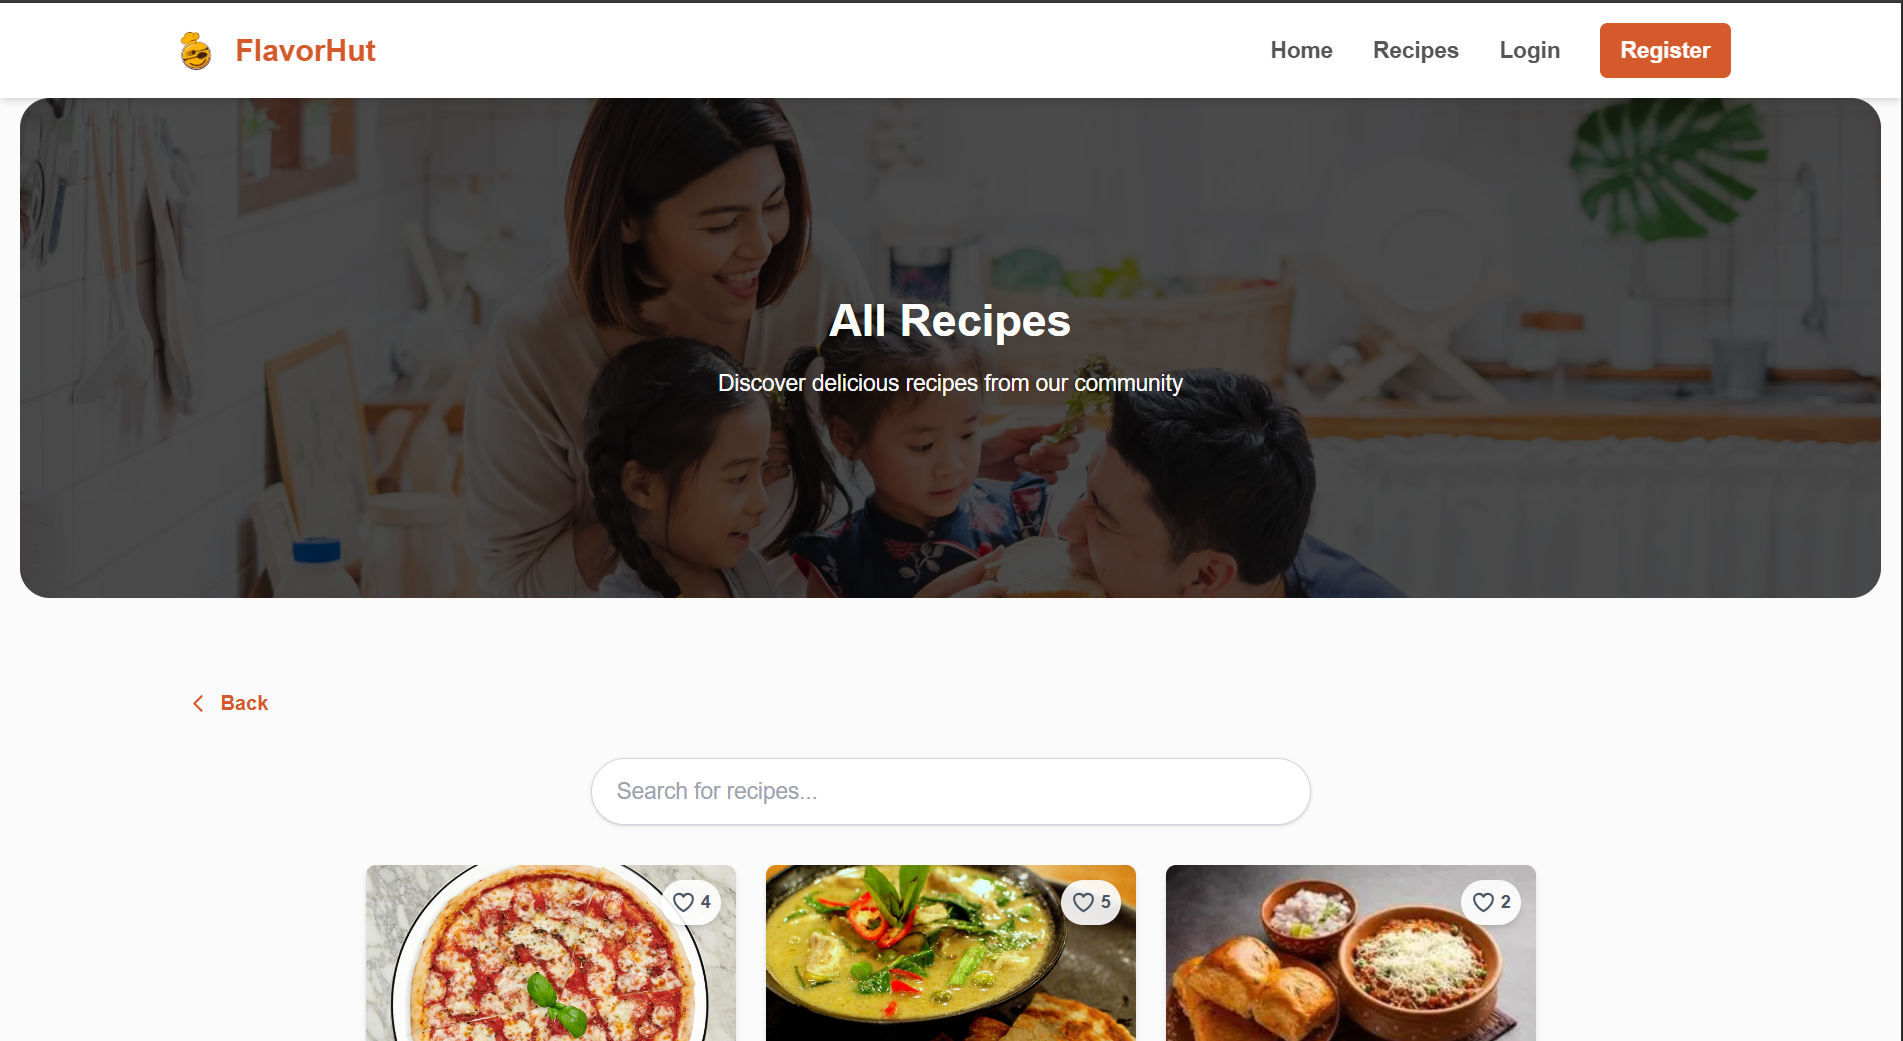 FlavorHut
Home Recipes Login Register
All Recipes
Discover delicious recipes from our community
Back
Search for recipes...
4
5
2